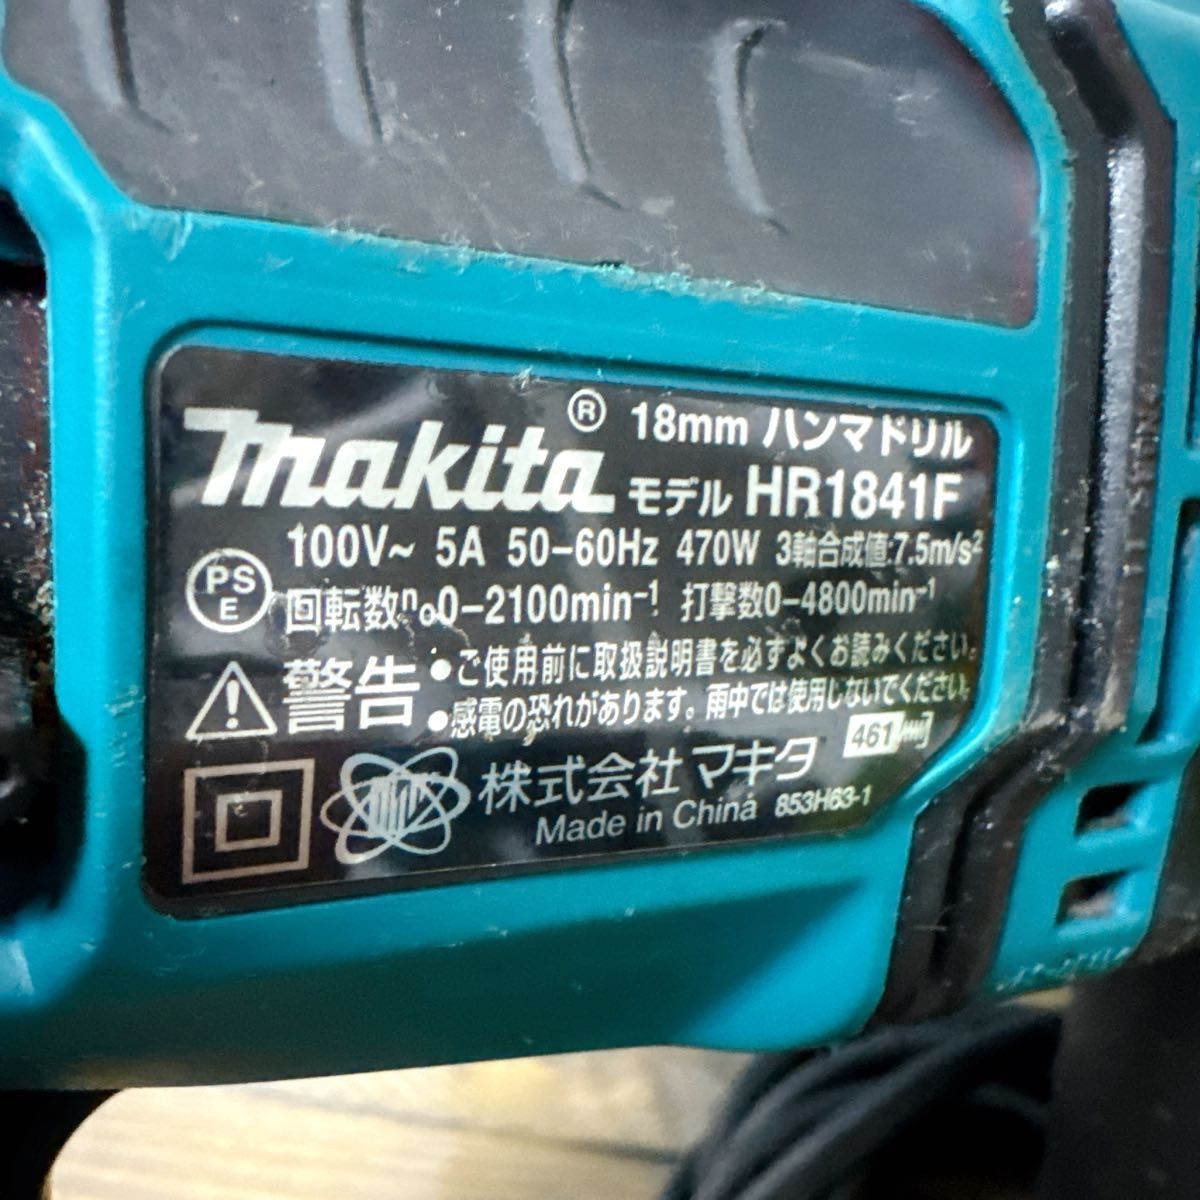 makita® 18mm ハンマドリル
モデル HR1841F
100V~ 5A 50-60Hz 470W 3軸合成値:7.5m/s²
PS
E
回転数n₀0-2100min⁻¹ 打撃数0-4800min⁻¹
警告 •ご使用前に取扱説明書を必ずよくお読みください。
•感電の恐れがあります。雨中では使用しないでください。
461
株式会社 マキタ
Made in China 853H63-1